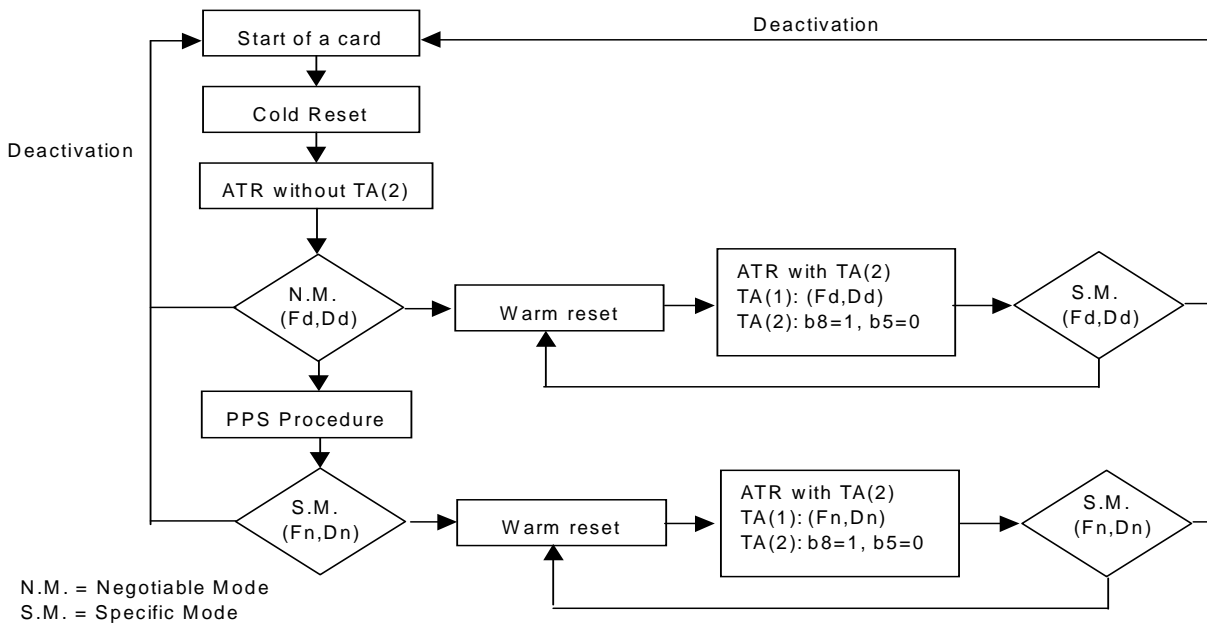 Deactivation
Start of a card
Cold Reset
Deactivation
ATR without TA(2)
N.M.
(Fd,Dd)
Warm reset
ATR with TA(2)
TA(1): (Fd,Dd)
TA(2): b8=1, b5=0
S.M.
(Fd,Dd)
PPS Procedure
S.M.
(Fn,Dn)
Warm reset
ATR with TA(2)
TA(1): (Fn,Dn)
TA(2): b8=1, b5=0
S.M.
(Fn,Dn)
N.M. = Negotiable Mode
S.M. = Specific Mode